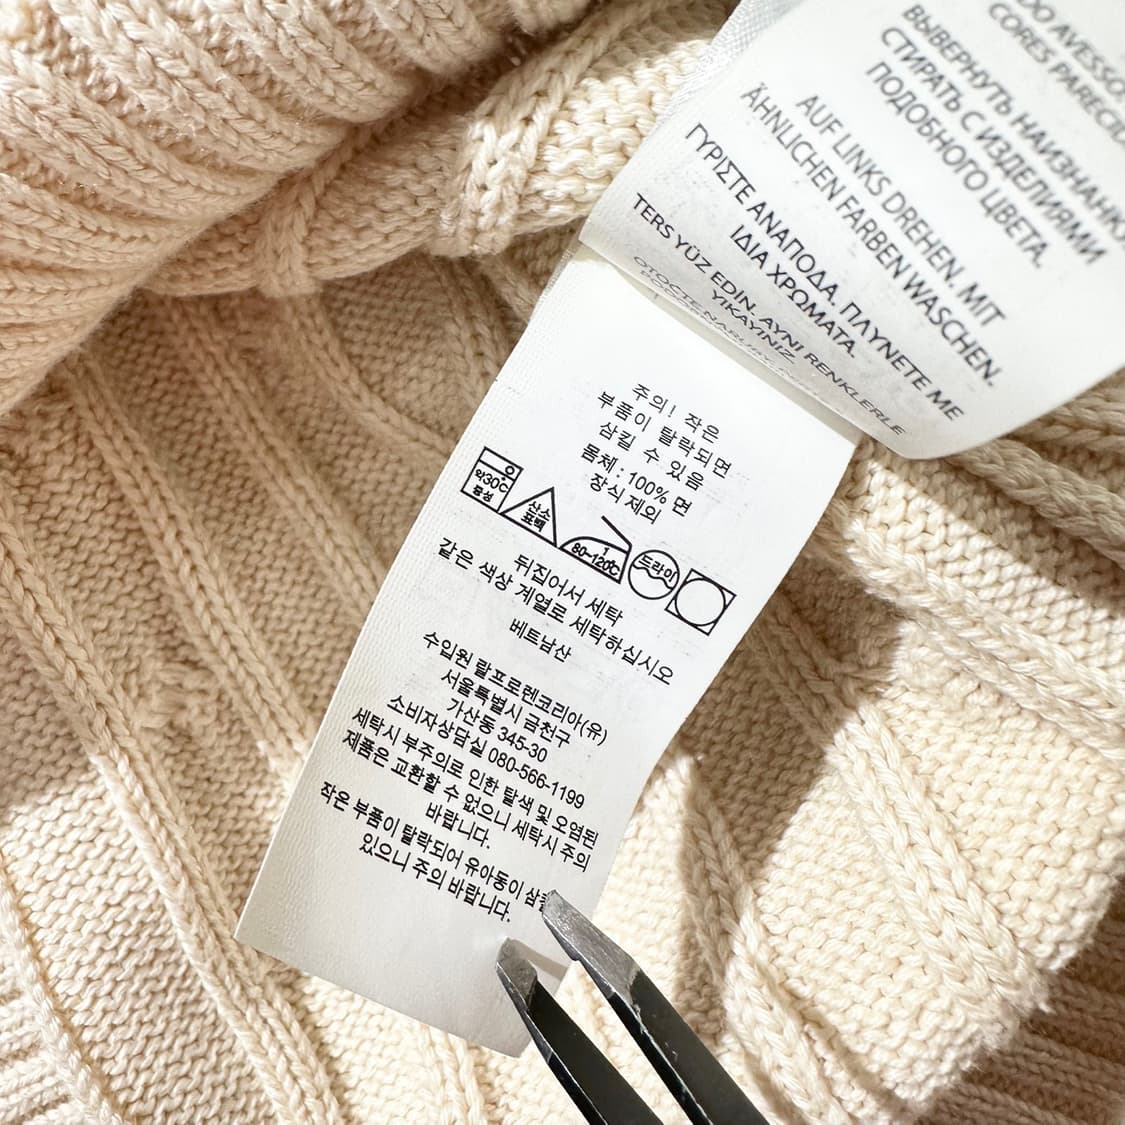 DO AVESSO.
CORES PARECID
ВЫВЕРНУТЬ НАИЗНАНКУ
СТИРАТЬ С ИЗДЕЛИЯМИ
ПОДОБНОГО ЦВЕТА.
AUF LINKS DREHEN. MIT
ÄHNLICHEN FARBEN WASCHEN.
ΓΥΡΙΣΤΕ ΑΝΑΠΟΔΑ. ΠΛΥΝΕΤΕ ΜΕ
ΙΔΙΑ ΧΡΩΜΑΤΑ.
TERS YÜZ EDIN. AYNI RENKLERLE
YIKAYINIZ
주의! 작은
부품이 탈락되면
삼킬 수 있음
몸체 : 100% 면
장식제외
약30℃
중성
산소
표백
1
80~120℃
드라이
뒤집어서 세탁
같은 색상 계열로 세탁하십시오
베트남산
수입원 랄프로렌코리아(유)
서울특별시 금천구
가산동 345-30
소비자상담실 080-566-1199
세탁시 부주의로 인한 탈색 및 오염된
제품은 교환할 수 없으니 세탁시 주의
바랍니다.
작은 부품이 탈락되어 유아동이 삼킬
있으니 주의 바랍니다.